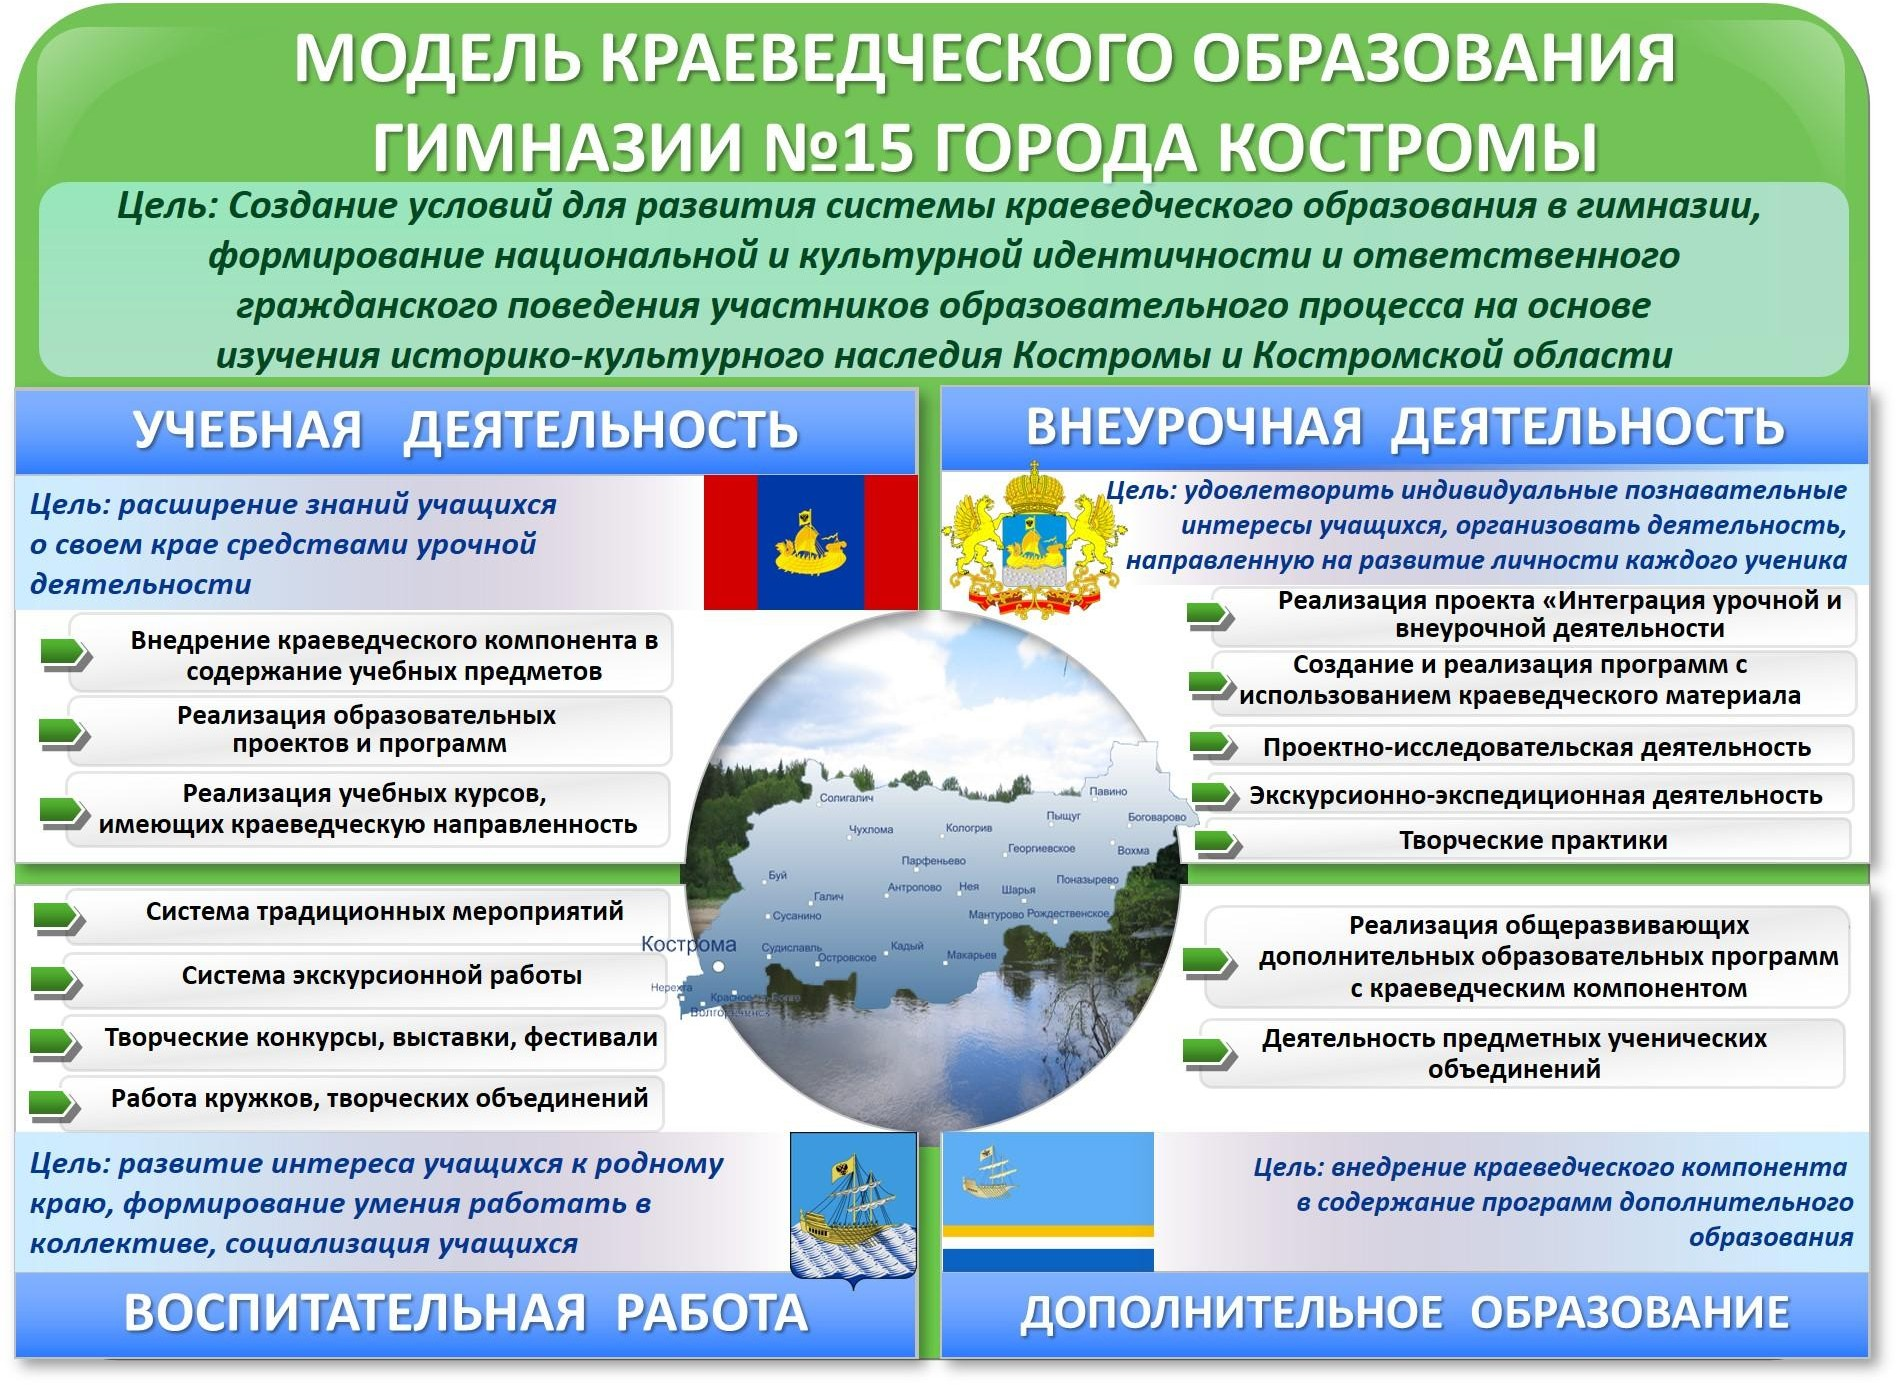 МОДЕЛЬ КРАЕВЕДЧЕСКОГО ОБРАЗОВАНИЯ
ГИМНАЗИИ №15 ГОРОДА КОСТРОМЫ
Цель: Создание условий для развития системы краеведческого образования в гимназии,
формирование национальной и культурной идентичности и ответственного
гражданского поведения участников образовательного процесса на основе
изучения историко-культурного наследия Костромы и Костромской области
УЧЕБНАЯ ДЕЯТЕЛЬНОСТЬ
Цель: расширение знаний учащихся
о своем крае средствами урочной
деятельности
Внедрение краеведческого компонента в
содержание учебных предметов
Реализация образовательных
проектов и программ
Реализация учебных курсов,
имеющих краеведческую направленность
ВНЕУРОЧНАЯ ДЕЯТЕЛЬНОСТЬ
Цель: удовлетворить индивидуальные познавательные
интересы учащихся, организовать деятельность,
направленную на развитие личности каждого ученика
Реализация проекта «Интеграция урочной и
внеурочной деятельности
Создание и реализация программ с
использованием краеведческого материала
Проектно-исследовательская деятельность
Экскурсионно-экспедиционная деятельность
Творческие практики
Павино
Солигалич
Пыщуг
Боговарово
Чухлома
Кологрив
Георгиевское
Вохма
Парфеньево
Буй
Антропово
Нея
Шарья
Поназырево
Галич
Сусанино
Мантурово
Рождественское
Кострома
Судиславль
Кадый
Островское
Макарьев
Нерехта
Красное-на-Волге
Волгореченск
Система традиционных мероприятий
Система экскурсионной работы
Творческие конкурсы, выставки, фестивали
Работа кружков, творческих объединений
Цель: развитие интереса учащихся к родному
краю, формирование умения работать в
коллективе, социализация учащихся
ВОСПИТАТЕЛЬНАЯ РАБОТА
Реализация общеразвивающих
дополнительных образовательных программ
с краеведческим компонентом
Деятельность предметных ученических
объединений
Цель: внедрение краеведческого компонента
в содержание программ дополнительного
образования
ДОПОЛНИТЕЛЬНОЕ ОБРАЗОВАНИЕ